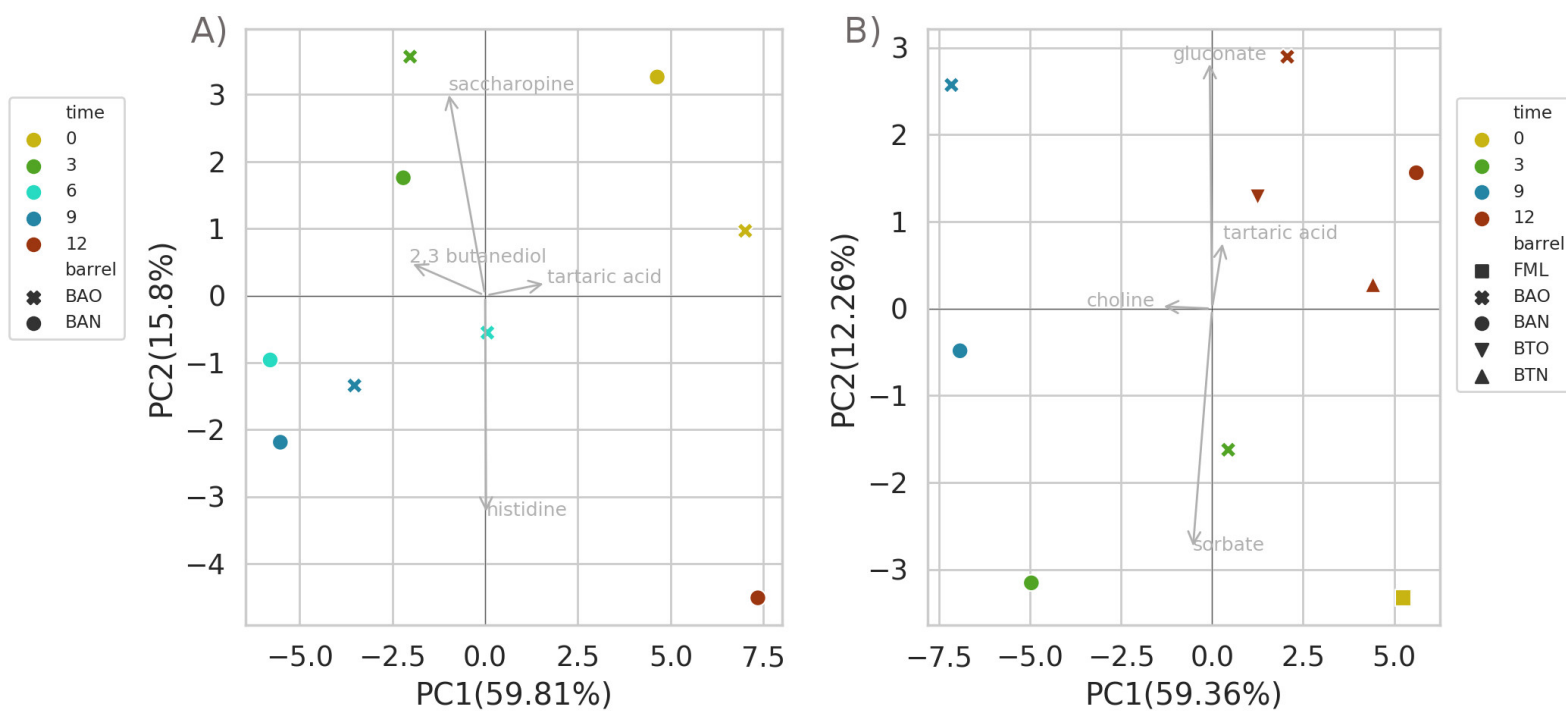 A)
time
0
3
6
9
12
barrel
BAO
BAN
PC2(15.8%)
3
2
1
0
−1
−2
−3
−4
saccharopine
2,3 butanediol
tartaric acid
histidine
−5.0 −2.5 0.0 2.5 5.0 7.5
PC1(59.81%)
B)
PC2(12.26%)
3
2
1
0
−1
−2
−3
gluconate
tartaric acid
choline
sorbate
−7.5 −5.0 −2.5 0.0 2.5 5.0
PC1(59.36%)
time
0
3
9
12
barrel
FML
BAO
BAN
BTO
BTN